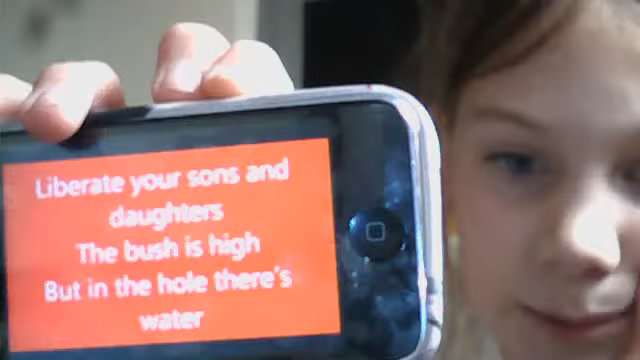 Liberate your sons and
daughters
The bush is high
But in the hole there's
water